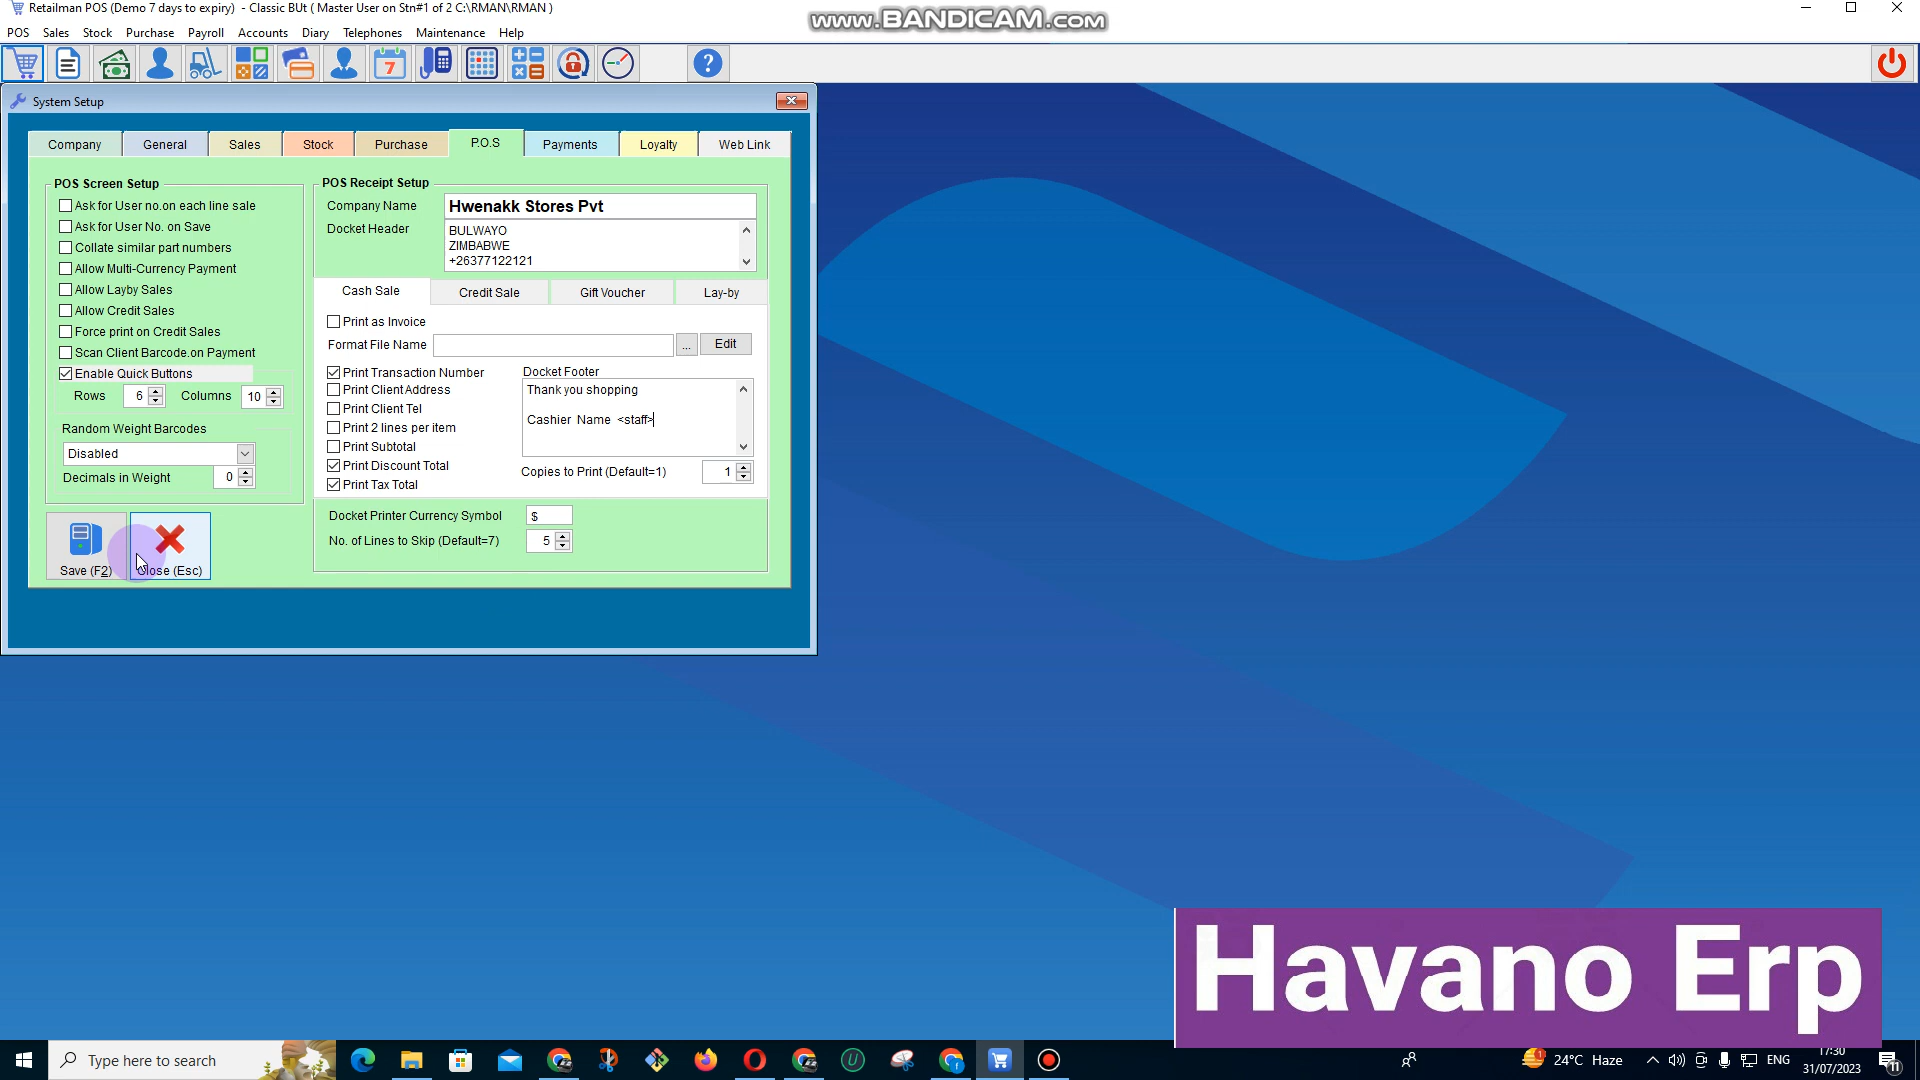 Retailman POS (Demo 7 days to expiry) - Classic BUt ( Master User on Stn#1 of 2 C:\RMAN\RMAN )
www.BANDICAM.com
POS Sales Stock Purchase Payroll Accounts Diary Telephones Maintenance Help
7
?
System Setup
Company General Sales Stock Purchase P.O.S Payments Loyalty Web Link
POS Screen Setup
Ask for User no.on each line sale
Ask for User No. on Save
Collate similar part numbers
Allow Multi-Currency Payment
Allow Layby Sales
Allow Credit Sales
Force print on Credit Sales
Scan Client Barcode.on Payment
Enable Quick Buttons
Rows 6 Columns 10
Random Weight Barcodes
Disabled
Decimals in Weight 0
Save (F2)
Close (Esc)
POS Receipt Setup
Company Name Hwenakk Stores Pvt
Docket Header BULWAYO
ZIMBABWE
+26377122121
Cash Sale Credit Sale Gift Voucher Lay-by
Print as Invoice
Format File Name ... Edit
Print Transaction Number
Print Client Address
Print Client Tel
Print 2 lines per item
Print Subtotal
Print Discount Total
Print Tax Total
Docket Footer
Thank you shopping
Cashier Name <staff>
Copies to Print (Default=1) 1
Docket Printer Currency Symbol $
No. of Lines to Skip (Default=7) 5
Havano Erp
Type here to search
24°C Haze
ENG
17:30
31/07/2023
11